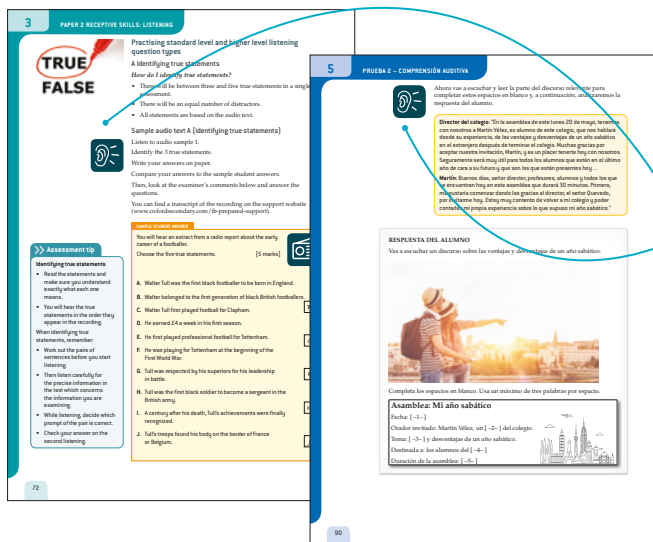 3
PAPER 2 RECEPTIVE SKILLS: LISTENING
TRUE
FALSE
Practising standard level and higher level listening
question types
A Identifying true statements
How do I identify true statements?
• There will be between three and five true statements in a single
assessment.
• There will be an equal number of distractors.
• All statements are based on the audio text.
Sample audio text A (identifying true statements)
Listen to audio sample 1.
Identify the 3 true statements.
Write your answers on paper.
Compare your answers to the sample student answers.
Then, look at the examiner's comments below and answer the
questions.
You can find a transcript of the recording on the support website
(www.oxfordsecondary.com/ib-prepared-support).
>> Assessment tip
Identifying true statements
• Read the statements and
make sure you understand
exactly what each one
means.
• You will hear the true
statements in the order they
appear in the recording.
When identifying true
statements, remember:
• Work out the pairs of
sentences before you start
listening.
• Then listen carefully for
the precise information in
the text which concerns
the information you are
examining.
• While listening, decide which
prompt of the pair is correct.
• Check your answer on the
second listening.
SAMPLE STUDENT ANSWER
You will hear an extract from a radio report about the early
career of a footballer.
Choose the five true statements. [5 marks]
A. Walter Tull was the first black footballer to be born in England.
B. Walter belonged to the first generation of black British footballers.
C. Walter Tull first played football for Clapham.
D. He earned £4 a week in his first season.
E. He first played professional football for Tottenham.
F. He was playing for Tottenham at the beginning of the
First World War.
G. Tull was respected by his superiors for his leadership
in battle.
H. Tull was the first black soldier to become a sergeant in the
British army.
I. A century after his death, Tull's achievements were finally
recognized.
J. Tull's troops found his body on the border of France
or Belgium.
72
5
PRUEBA 2 – COMPRENSIÓN AUDITIVA
Ahora vas a escuchar y leer la parte del discurso relevante para
completar estos espacios en blanco y, a continuación, analizaremos la
respuesta del alumno.
Director del colegio: "En la asamblea de este lunes 20 de mayo, tenemos
con nosotros a Martín Vélez, ex alumno de este colegio, que nos hablará
desde su experiencia, de las ventajas y desventajas de un año sabático
en el extranjero después de terminar el colegio. Muchas gracias por
aceptar nuestra invitación, Martín, y es un placer tenerte hoy con nosotros.
Seguramente será muy útil para todos los alumnos que están en el último
año de cara a su futuro y que son los que están presentes hoy…
Martín: Buenos días, señor director, profesores, alumnos y todos los que
se encuentran hoy en esta asamblea que durará 30 minutos. Primero,
me gustaría comenzar dando las gracias al director, el señor Quevedo,
por invitarme hoy. Estoy muy contento de volver a mi colegio y poder
contarles mi propia experiencia sobre lo que supuso mi año sabático."
RESPUESTA DEL ALUMNO
Vas a escuchar un discurso sobre las ventajas y desventajas de un año sabático.
Completa los espacios en blanco. Usa un máximo de tres palabras por espacio.
Asamblea: Mi año sabático
Fecha: [–1– ]
Orador invitado: Martín Vélez, un [ –2– ] del colegio.
Tema: [ –3– ] y desventajas de un año sabático.
Destinada a: los alumnos del [ –4– ]
Duración de la asamblea: [ –5– ]
90